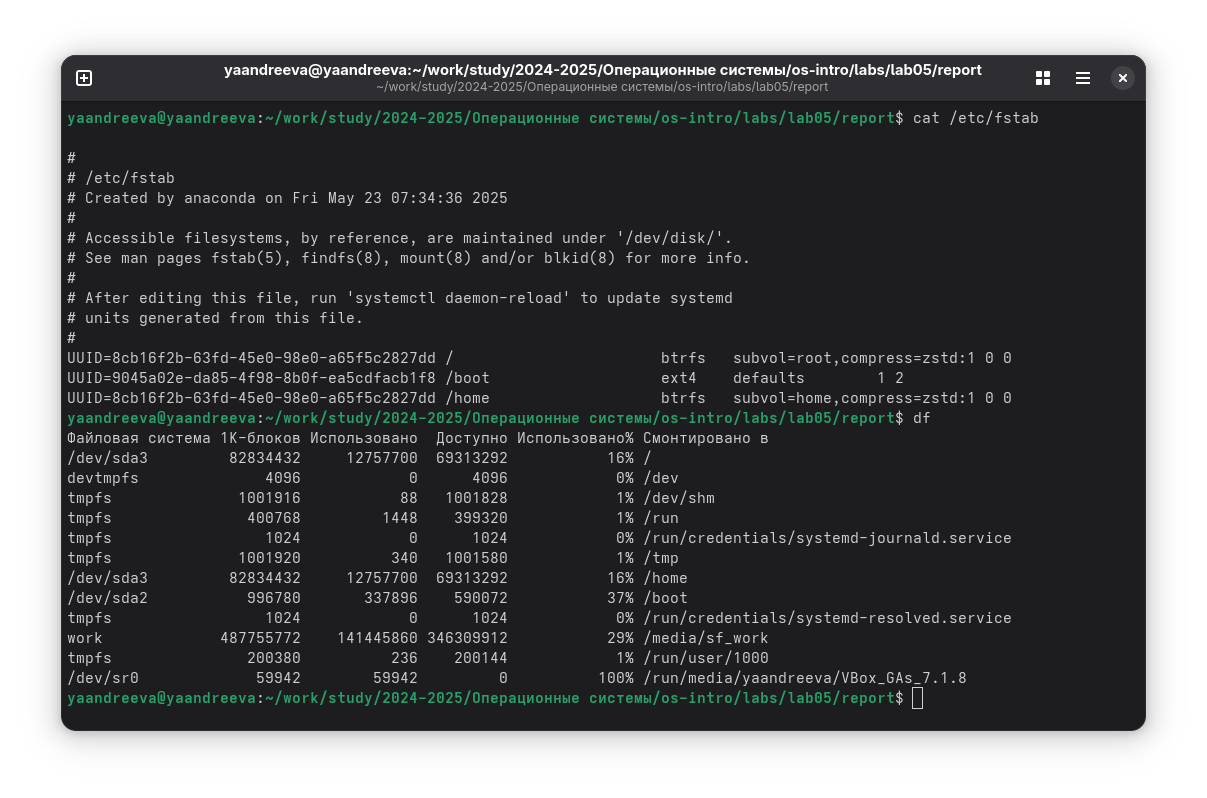 yaandreeva@yaandreeva:~/work/study/2024-2025/Операционные системы/os-intro/labs/lab05/report
~/work/study/2024-2025/Операционные системы/os-intro/labs/lab05/report
yaandreeva@yaandreeva:~/work/study/2024-2025/Операционные системы/os-intro/labs/lab05/report$ cat /etc/fstab
#
# /etc/fstab
# Created by anaconda on Fri May 23 07:34:36 2025
#
# Accessible filesystems, by reference, are maintained under '/dev/disk/'.
# See man pages fstab(5), findfs(8), mount(8) and/or blkid(8) for more info.
#
# After editing this file, run 'systemctl daemon-reload' to update systemd
# units generated from this file.
#
UUID=8cb16f2b-63fd-45e0-98e0-a65f5c2827dd /                       btrfs   subvol=root,compress=zstd:1 0 0
UUID=9045a02e-da85-4f98-8b0f-ea5cdfacb1f8 /boot                   ext4    defaults        1 2
UUID=8cb16f2b-63fd-45e0-98e0-a65f5c2827dd /home                   btrfs   subvol=home,compress=zstd:1 0 0
yaandreeva@yaandreeva:~/work/study/2024-2025/Операционные системы/os-intro/labs/lab05/report$ df
Файловая система 1K-блоков Использовано  Доступно Использовано% Смонтировано в
/dev/sda3         82834432     12757700  69313292           16% /
devtmpfs              4096            0      4096            0% /dev
tmpfs              1001916           88   1001828            1% /dev/shm
tmpfs               400768         1448    399320            1% /run
tmpfs                 1024            0      1024            0% /run/credentials/systemd-journald.service
tmpfs              1001920          340   1001580            1% /tmp
/dev/sda3         82834432     12757700  69313292           16% /home
/dev/sda2           996780       337896    590072           37% /boot
tmpfs                 1024            0      1024            0% /run/credentials/systemd-resolved.service
work             487755772    141445860 346309912           29% /media/sf_work
tmpfs               200380          236    200144            1% /run/user/1000
/dev/sr0             59942        59942         0          100% /run/media/yaandreeva/VBox_GAs_7.1.8
yaandreeva@yaandreeva:~/work/study/2024-2025/Операционные системы/os-intro/labs/lab05/report$